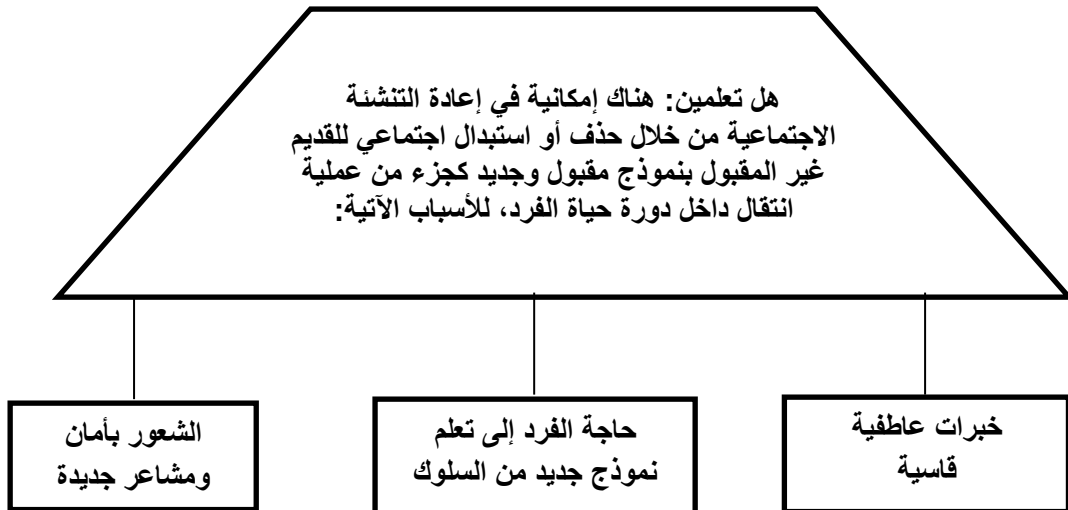 هل تعلمين: هناك إمكانية في إعادة التنشئة
الاجتماعية من خلال حذف أو استبدال اجتماعي للقديم
غير المقبول بنموذج مقبول وجديد كجزء من عملية
انتقال داخل دورة حياة الفرد، للأسباب الآتية:
خبرات عاطفية
قاسية
حاجة الفرد إلى تعلم
نموذج جديد من السلوك
الشعور بأمان
ومشاعر جديدة